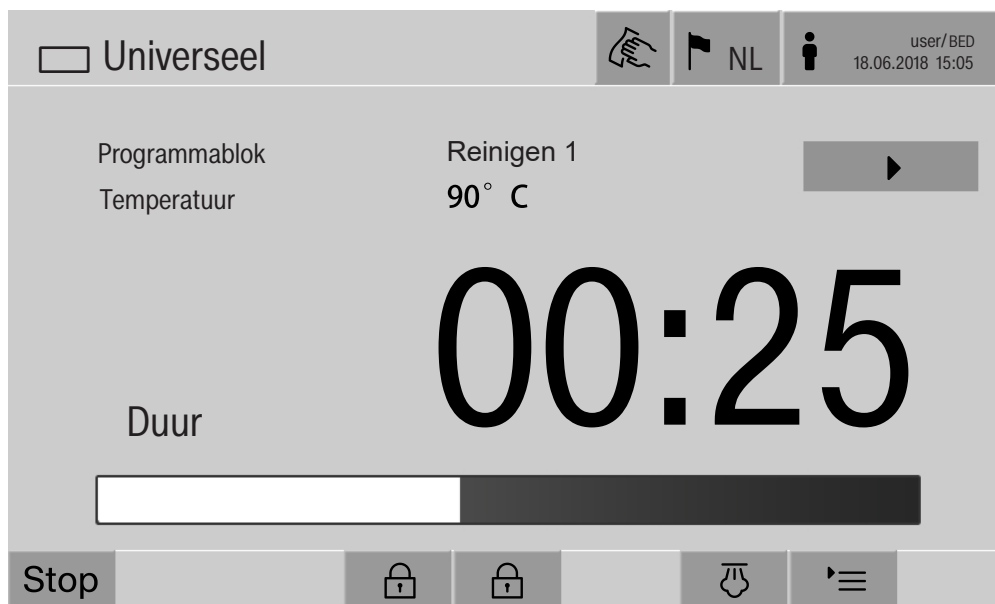 Universeel
NL
user/BED
18.06.2018 15:05
Programmablok Reinigen 1
Temperatuur 90° C
00:25
Duur
Stop